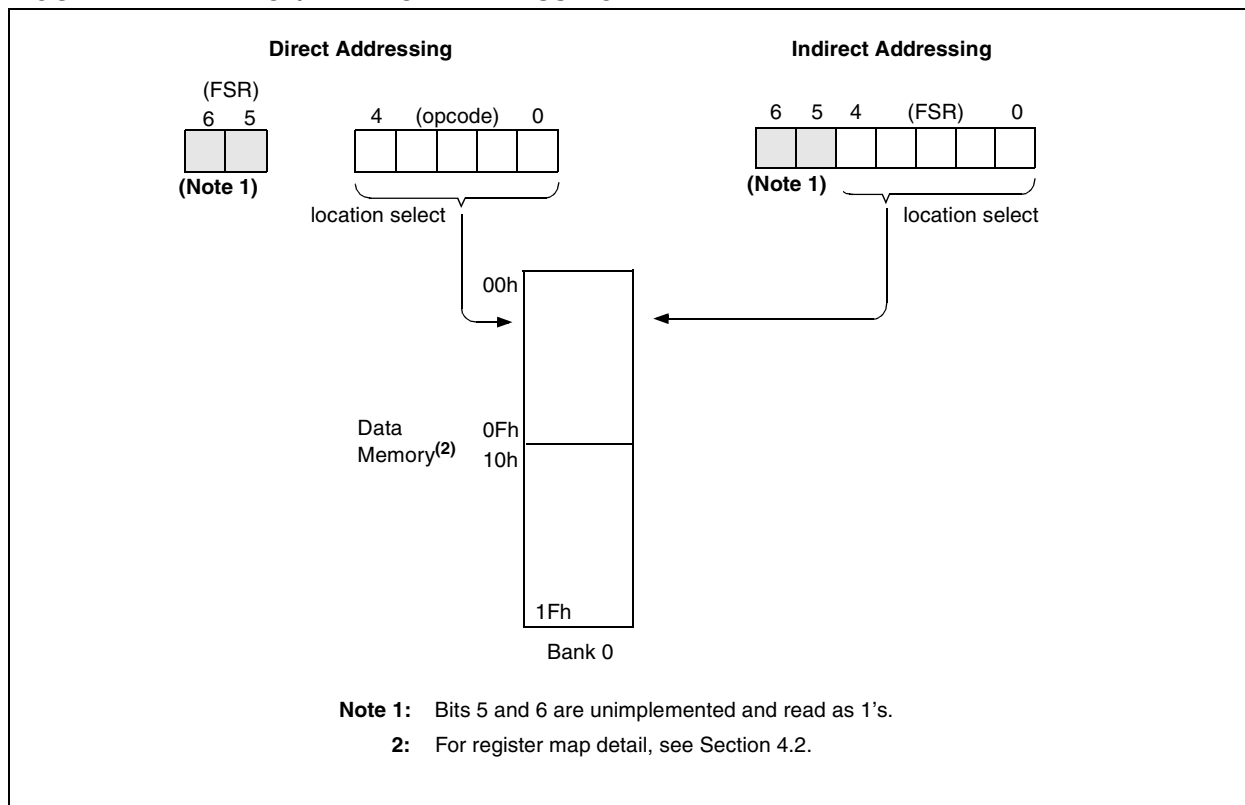 Direct Addressing
(FSR)
6 5
(Note 1)
4 (opcode) 0
location select
Indirect Addressing
6 5 4 (FSR) 0
(Note 1)
location select
00h
Data
Memory(2)
0Fh
10h
1Fh
Bank 0
Note 1: Bits 5 and 6 are unimplemented and read as 1's.
2: For register map detail, see Section 4.2.